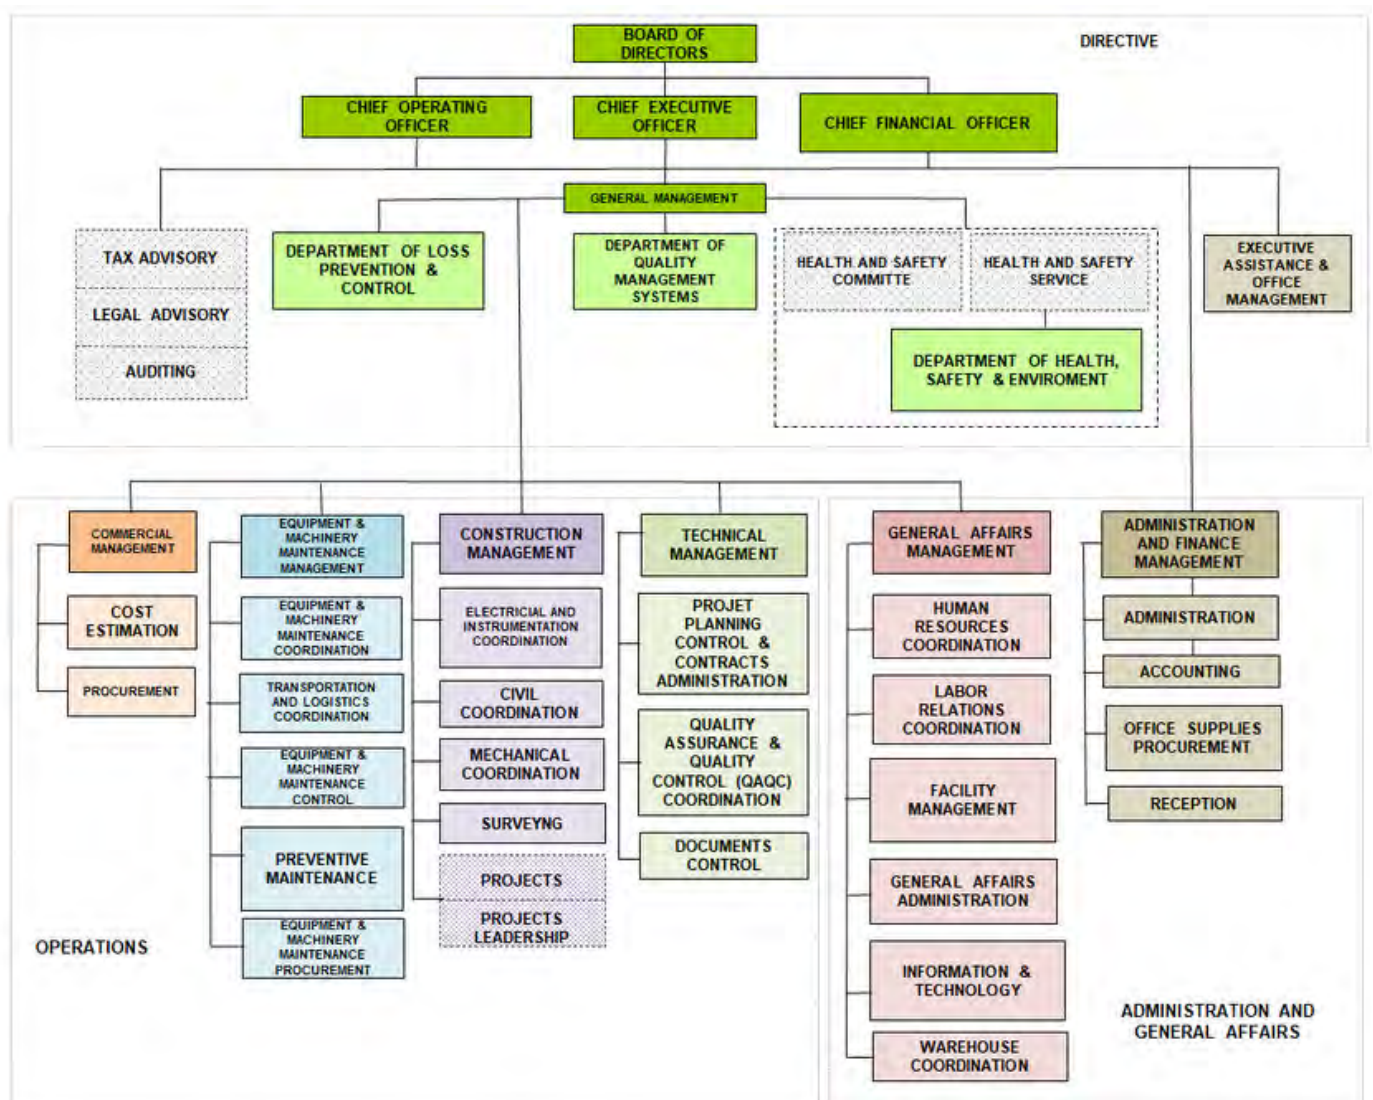 BOARD OF
DIRECTORS
DIRECTIVE
CHIEF OPERATING
OFFICER
CHIEF EXECUTIVE
OFFICER
CHIEF FINANCIAL OFFICER
GENERAL MANAGEMENT
TAX ADVISORY
LEGAL ADVISORY
AUDITING
DEPARTMENT OF LOSS
PREVENTION &
CONTROL
DEPARTMENT OF
QUALITY
MANAGEMENT
SYSTEMS
HEALTH AND SAFETY
COMMITTE
HEALTH AND SAFETY
SERVICE
DEPARTMENT OF HEALTH,
SAFETY & ENVIROMENT
EXECUTIVE
ASSISTANCE &
OFFICE
MANAGEMENT
COMMERCIAL
MANAGEMENT
COST
ESTIMATION
PROCUREMENT
EQUIPMENT &
MACHINERY
MAINTENANCE
MANAGEMENT
EQUIPMENT &
MACHINERY
MAINTENANCE
COORDINATION
TRANSPORTATION
AND LOGISTICS
COORDINATION
EQUIPMENT &
MACHINERY
MAINTENANCE
CONTROL
PREVENTIVE
MAINTENANCE
EQUIPMENT &
MACHINERY
MAINTENANCE
PROCUREMENT
CONSTRUCTION
MANAGEMENT
ELECTRICIAL AND
INSTRUMENTATION
COORDINATION
CIVIL
COORDINATION
MECHANICAL
COORDINATION
SURVEYNG
PROJECTS
PROJECTS
LEADERSHIP
TECHNICAL
MANAGEMENT
PROJET
PLANNING
CONTROL &
CONTRACTS
ADMINISTRATION
QUALITY
ASSURANCE &
QUALITY
CONTROL (QAQC)
COORDINATION
DOCUMENTS
CONTROL
OPERATIONS
GENERAL AFFAIRS
MANAGEMENT
HUMAN
RESOURCES
COORDINATION
LABOR
RELATIONS
COORDINATION
FACILITY
MANAGEMENT
GENERAL AFFAIRS
ADMINISTRATION
INFORMATION &
TECHNOLOGY
WAREHOUSE
COORDINATION
ADMINISTRATION
AND FINANCE
MANAGEMENT
ADMINISTRATION
ACCOUNTING
OFFICE SUPPLIES
PROCUREMENT
RECEPTION
ADMINISTRATION AND
GENERAL AFFAIRS